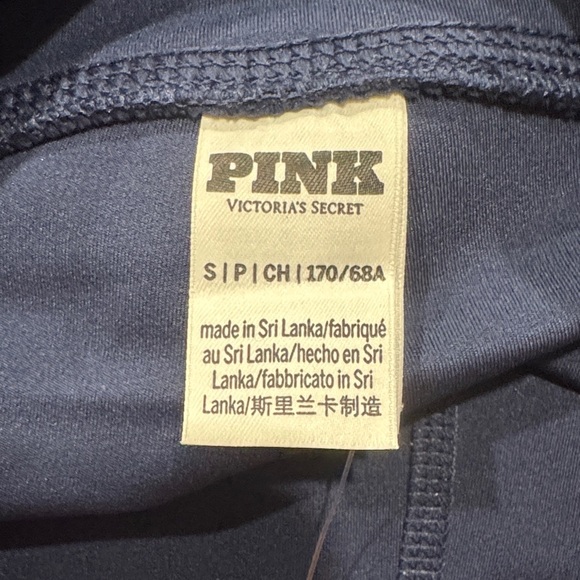 PINK
VICTORIA'S SECRET
S|P|CH|170/68A
made in Sri Lanka/fabriqué
au Sri Lanka/hecho en Sri
Lanka/fabbricato in Sri
Lanka/斯里兰卡制造